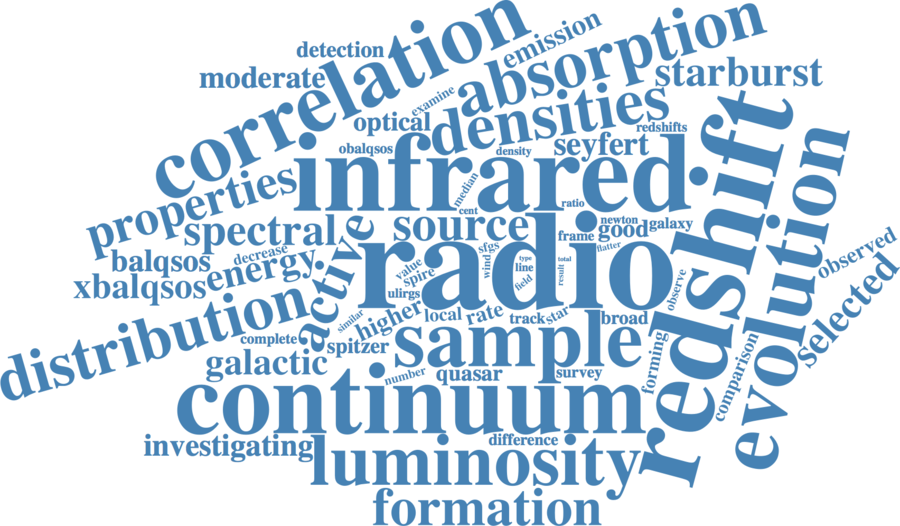 correlation
detection
emission
absorption
moderate
starburst
examine
optical
densities
redshifts
obalqsos
density
seyfert
infrared
redshift
properties
median
cent
ratio
evolution
spectral
source
newton
good
galaxy
frame
flatter
active
radio
balqsos
decrease
energy
xbalqsos
value
spire
sfgs
wind
type
line
field
total
result
observe
observed
selected
ulirgs
distribution
similar
higher
local
rate
track
star
broad
complete
spitzer
sample
galactic
number
quasar
survey
forming
comparison
continuum
investigating
difference
luminosity
formation